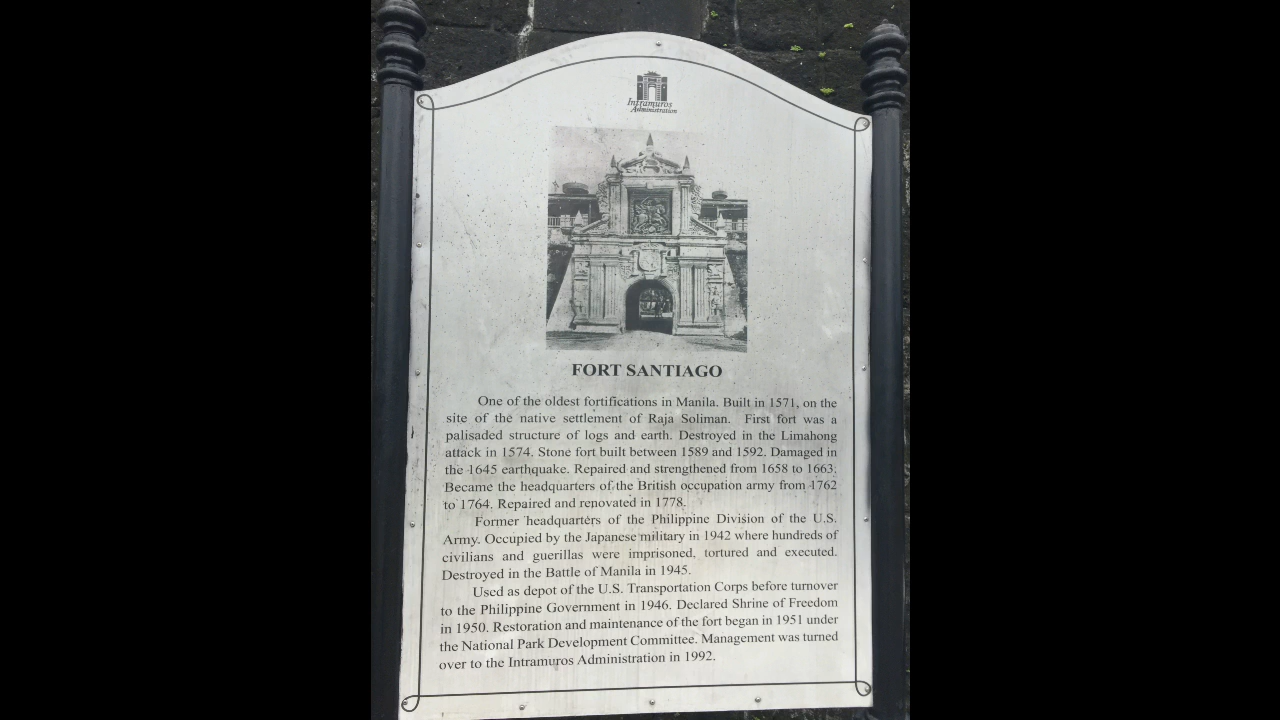 Intramuros
Administration
FORT SANTIAGO
One of the oldest fortifications in Manila. Built in 1571, on the
site of the native settlement of Raja Soliman. First fort was a
palisaded structure of logs and earth. Destroyed in the Limahong
attack in 1574. Stone fort built between 1589 and 1592. Damaged in
the 1645 earthquake. Repaired and strengthened from 1658 to 1663.
Became the headquarters of the British occupation army from 1762
to 1764. Repaired and renovated in 1778.
Former headquarters of the Philippine Division of the U.S.
Army. Occupied by the Japanese military in 1942 where hundreds of
civilians and guerillas were imprisoned, tortured and executed.
Destroyed in the Battle of Manila in 1945.
Used as depot of the U.S. Transportation Corps before turnover
to the Philippine Government in 1946. Declared Shrine of Freedom
in 1950. Restoration and maintenance of the fort began in 1951 under
the National Park Development Committee. Management was turned
over to the Intramuros Administration in 1992.